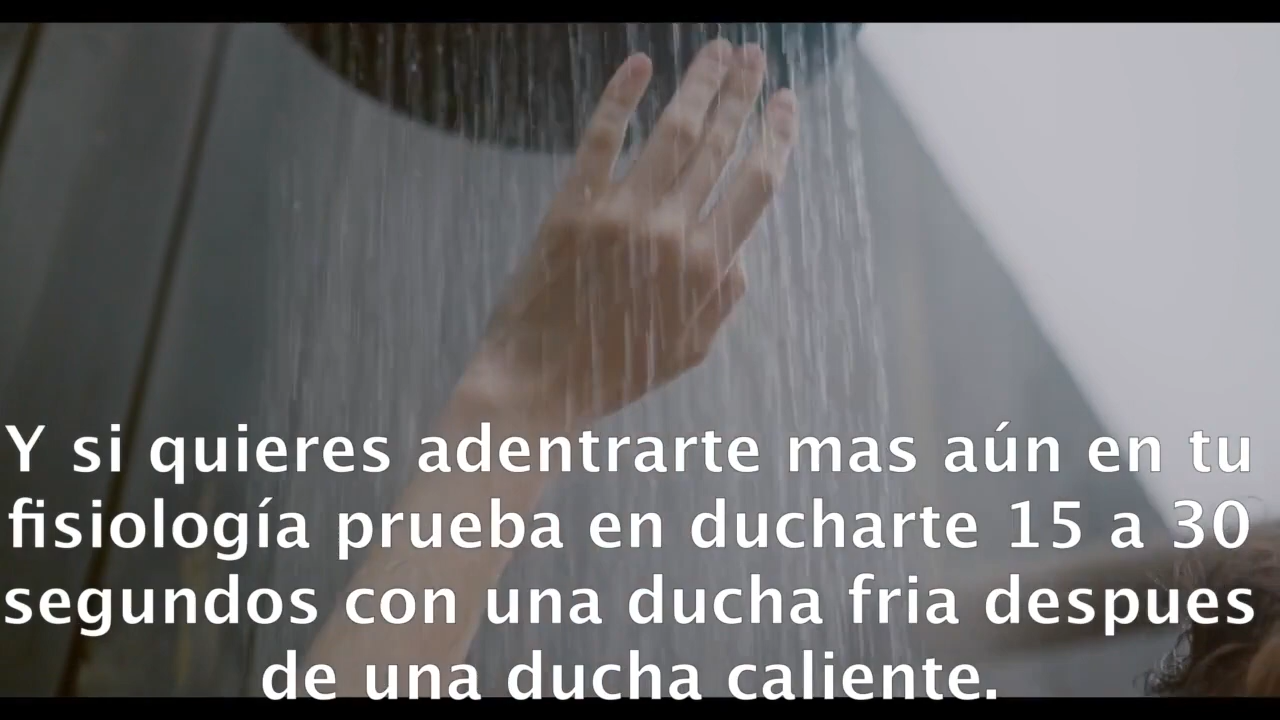 Y si quieres adentrarte mas aún en tu
fisiología prueba en ducharte 15 a 30
segundos con una ducha fria despues
de una ducha caliente.